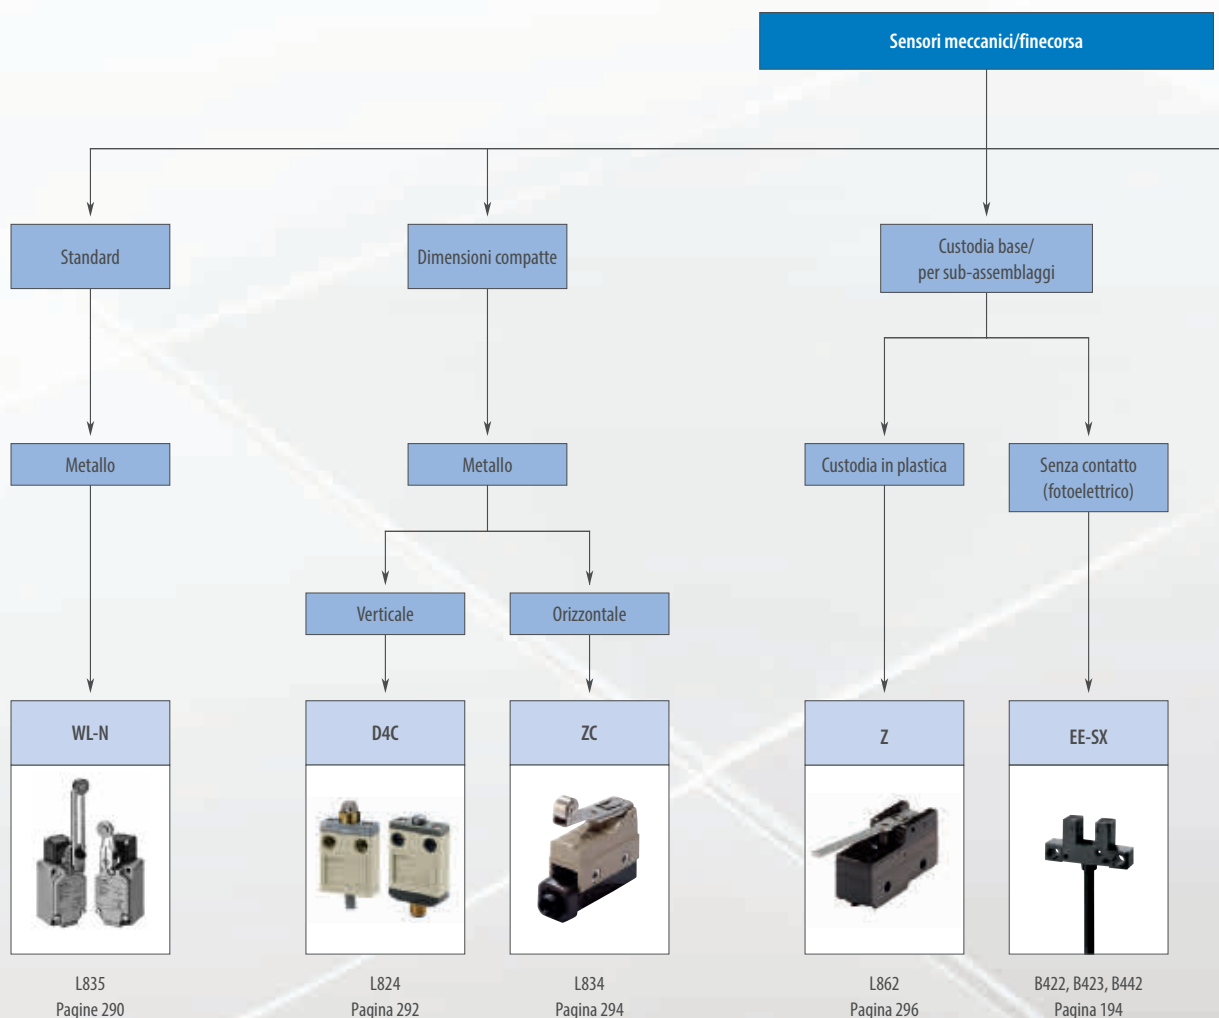 Sensori meccanici/finecorsa
Standard
Dimensioni compatte
Custodia base/
per sub-assemblaggi
Metallo
Metallo
Custodia in plastica
Senza contatto
(fotoelettrico)
Verticale
Orizzontale
WL-N
D4C
ZC
Z
EE-SX
L835
Pagine 290
L824
Pagina 292
L834
Pagina 294
L862
Pagina 296
B422, B423, B442
Pagina 194